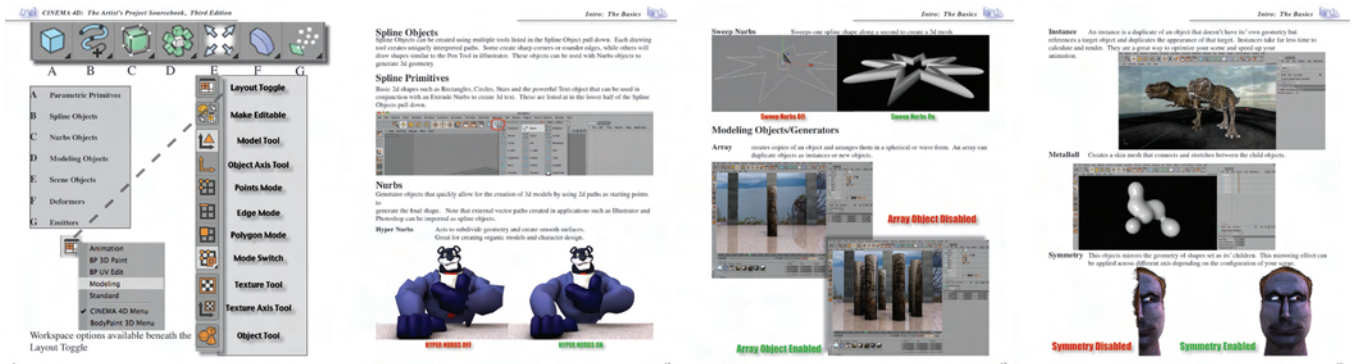 CINEMA 4D: The Artist's Project Sourcebook, Third Edition
A B C D E F G
A Parametric Primitves
B Spline Objects
C Nurbs Objects
D Modeling Objects
E Scene Objects
F Deformers
G Emitters
Layout Toggle
Make Editable
Model Tool
Object Axis Tool
Points Mode
Edge Mode
Polygon Mode
Mode Switch
Texture Tool
Texture Axis Tool
Object Tool
Animation
BP 3D Paint
BP UV Edit
Modeling
Standard
CINEMA 4D Menu
BodyPaint 3D Menu
Workspace options available beneath the
Layout Toggle
Intro: The Basics
Spline Objects
Spline Objects can be created using multiple tools listed in the Spline Object pull down. Each drawing
tool creates uniquely interpreted paths. Some create sharp corners or rounder edges, while others will
draw shapes similar to the Pen Tool in illustrator. These objects can be used with Nurbs objects to
generate 3d geometry
Spline Primitives
Basic 2d shapes such as Rectangles, Circles, Stars and the powerful Text object that can be used in
conjunction with an Extrude Nurbs to create 3d text. These are listed at in the lower half of the Spline
Objects pull down.
Nurbs
Generator objects that quickly allow for the creation of 3d models by using 2d paths as starting points
to
generate the final shape. Note that external vector paths created in applications such as Illustrator and
Photoshop can be imported as spline objects.
Hyper Nurbs Acts to subdivide geometry and create smooth surfaces.
Great for creating organic models and character design.
HYPER NURBS OFF
HYPER NURBS ON
Intro: The Basics
Sweep Nurbs Sweeps one spline shape along a second to create a 3d mesh
Sweep Nurbs Off
Sweep Nurbs On
Modeling Objects/Generators
Array creates copies of an object and arranges them in a spherical or wave form. An array can
duplicate objects as instances or new objects.
Array Object Disabled
Array Object Enabled
Intro: The Basics
Instance An instance is a duplicate of an object that doesn't have its' own geometry but
references a target object and duplicates the appearance of that target. Instances take far less time to
calculate and render. They are a great way to optimize your scene and speed up your
animation.
MetaBall Creates a skin mesh that connects and stretches between the child objects.
Symmetry This objects mirrors the geometry of shapes set as its' children. This mirroring effect can
be applied across different axis depending on the configuration of your scene.
Symmetry Disabled
Symmetry Enabled